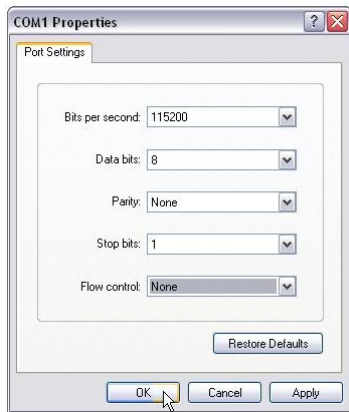 COM1 Properties
Port Settings
Bits per second: 115200
Data bits: 8
Parity: None
Stop bits: 1
Flow control: None
Restore Defaults
OK Cancel Apply